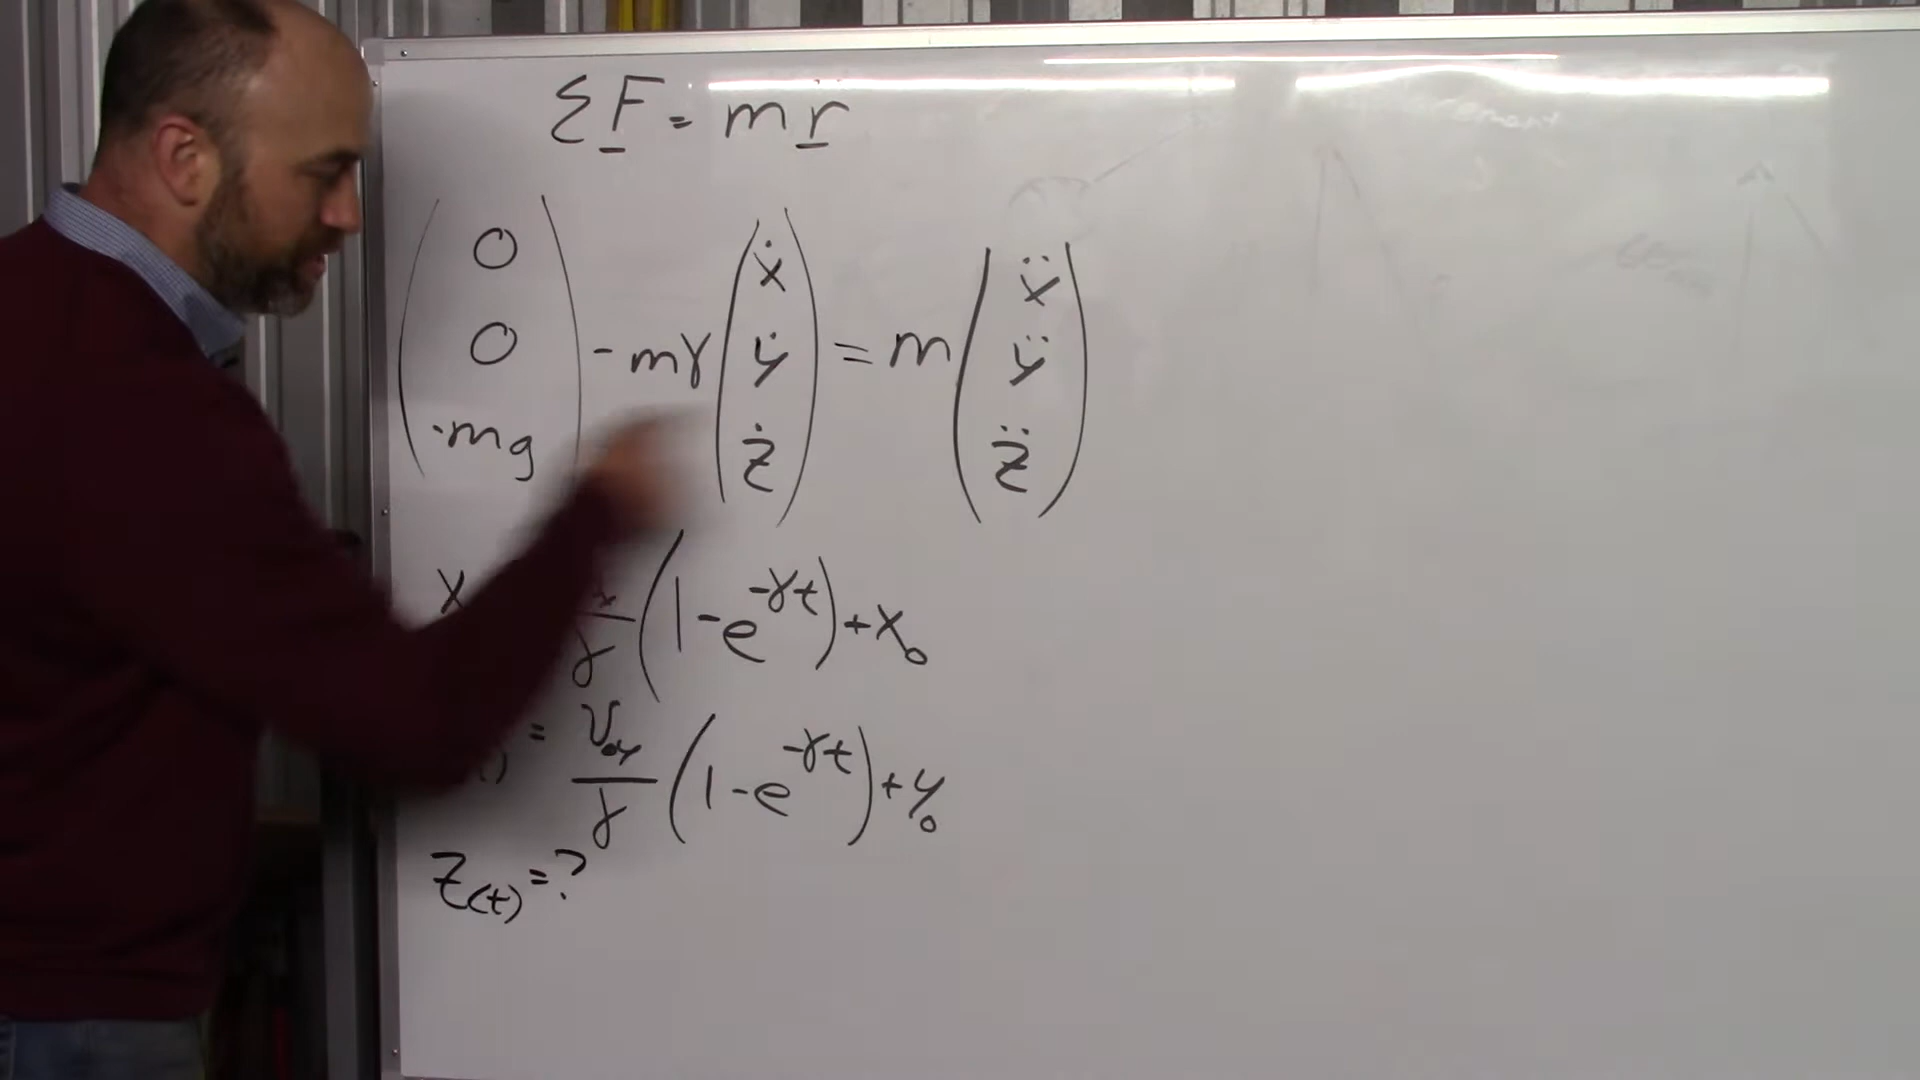 ΣF = mr̈
(0 0 -mg) - mγ (ẋ ẏ ż) = m (ẍ ÿ z̈)
x x/γ (1 - e^{-γt}) + x₀
) = V₀y/γ (1 - e^{-γt}) + y₀
z(t) = ?